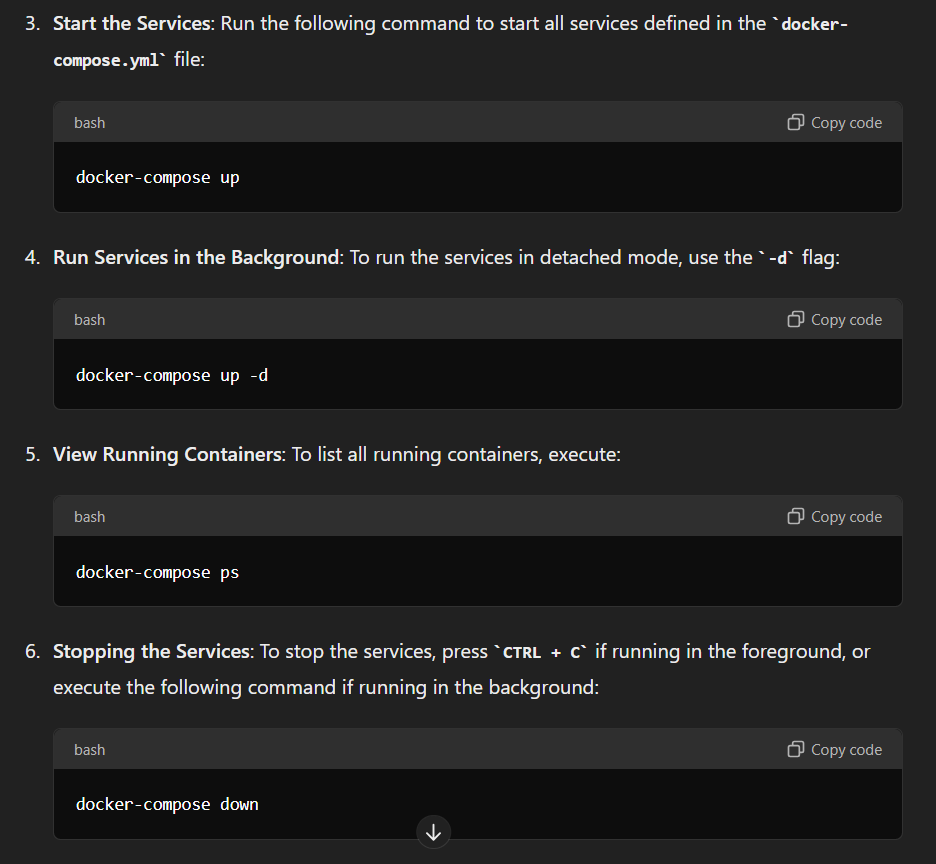 3. Start the Services: Run the following command to start all services defined in the `docker-
compose.yml` file:
bash Copy code
docker-compose up
4. Run Services in the Background: To run the services in detached mode, use the `-d` flag:
bash Copy code
docker-compose up -d
5. View Running Containers: To list all running containers, execute:
bash Copy code
docker-compose ps
6. Stopping the Services: To stop the services, press `CTRL + C` if running in the foreground, or
execute the following command if running in the background:
bash Copy code
docker-compose down